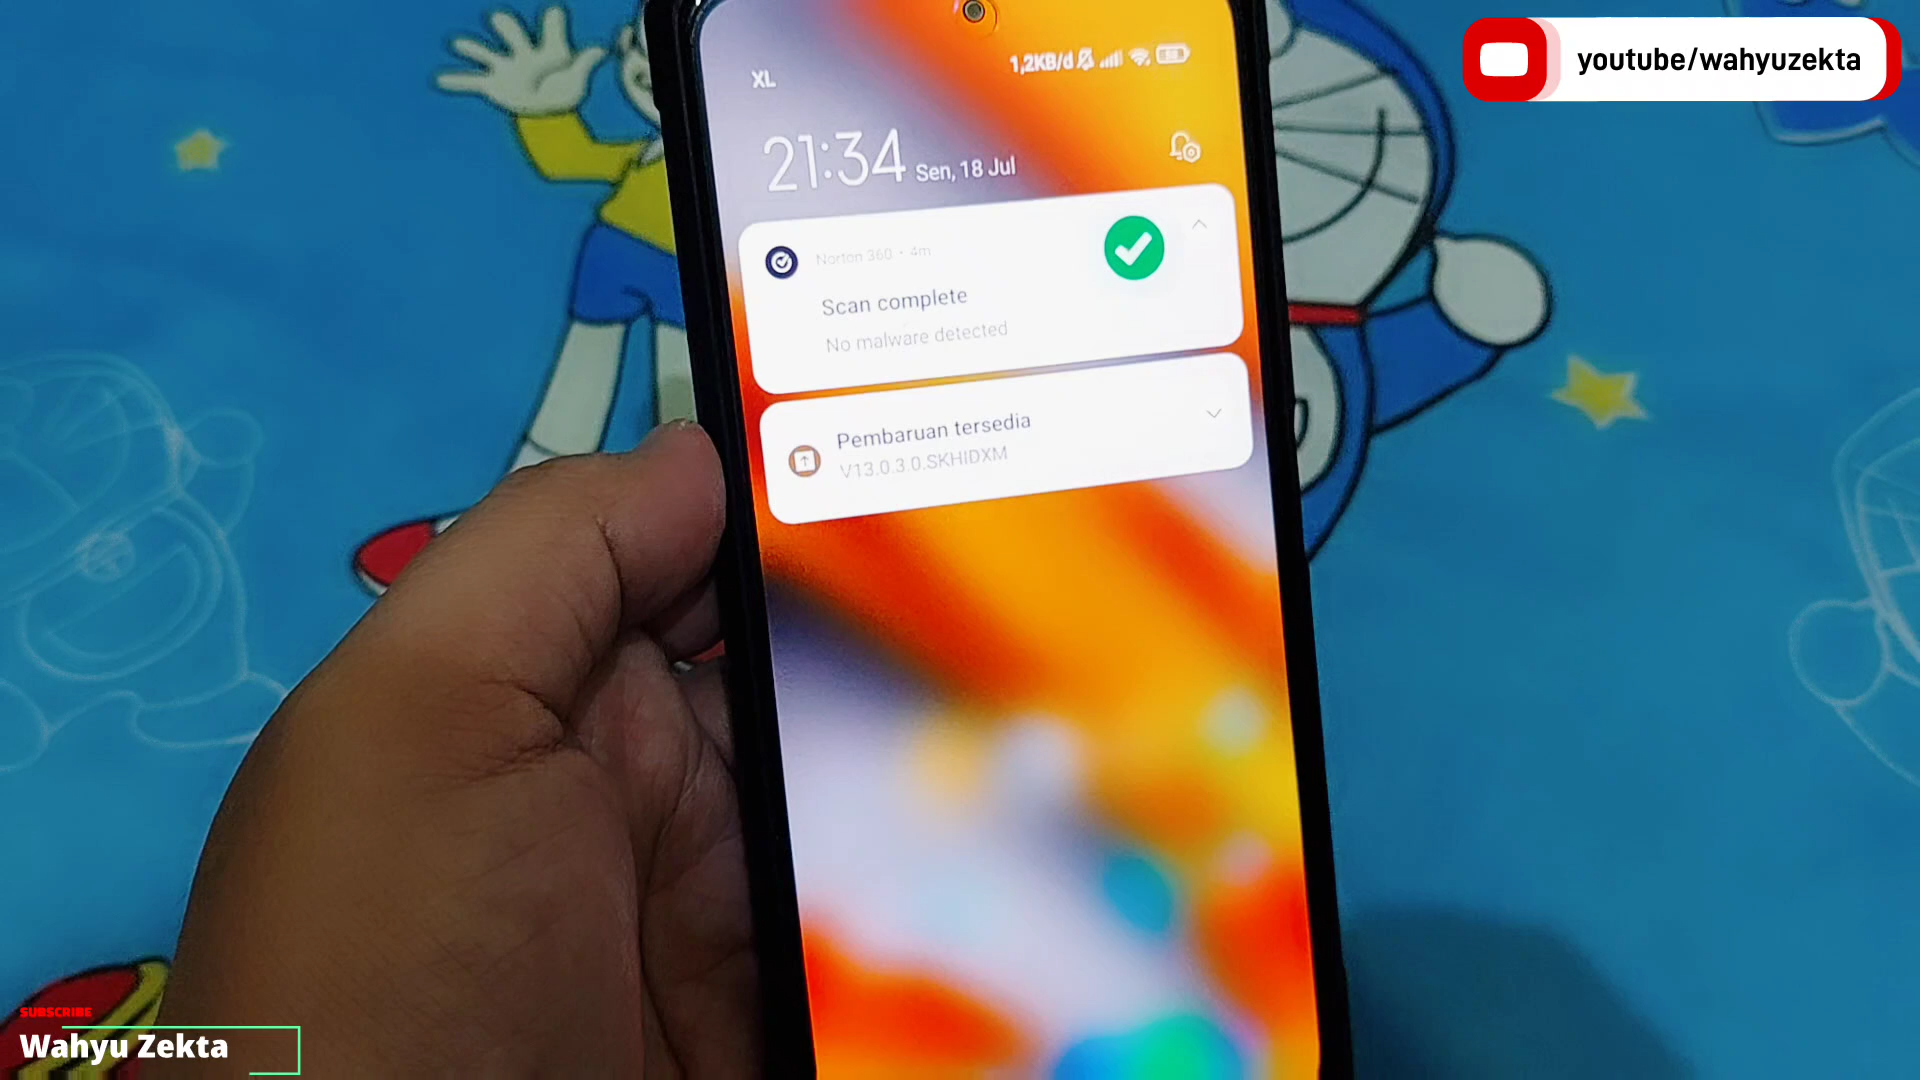 youtube/wahyuzekta
1,2KB/d
XL
21:34 Sen, 18 Jul
Norton 360 • 4m
Scan complete
No malware detected
Pembaruan tersedia
V13.0.3.0.SKHIDXM
SUBSCRIBE
Wahyu Zekta